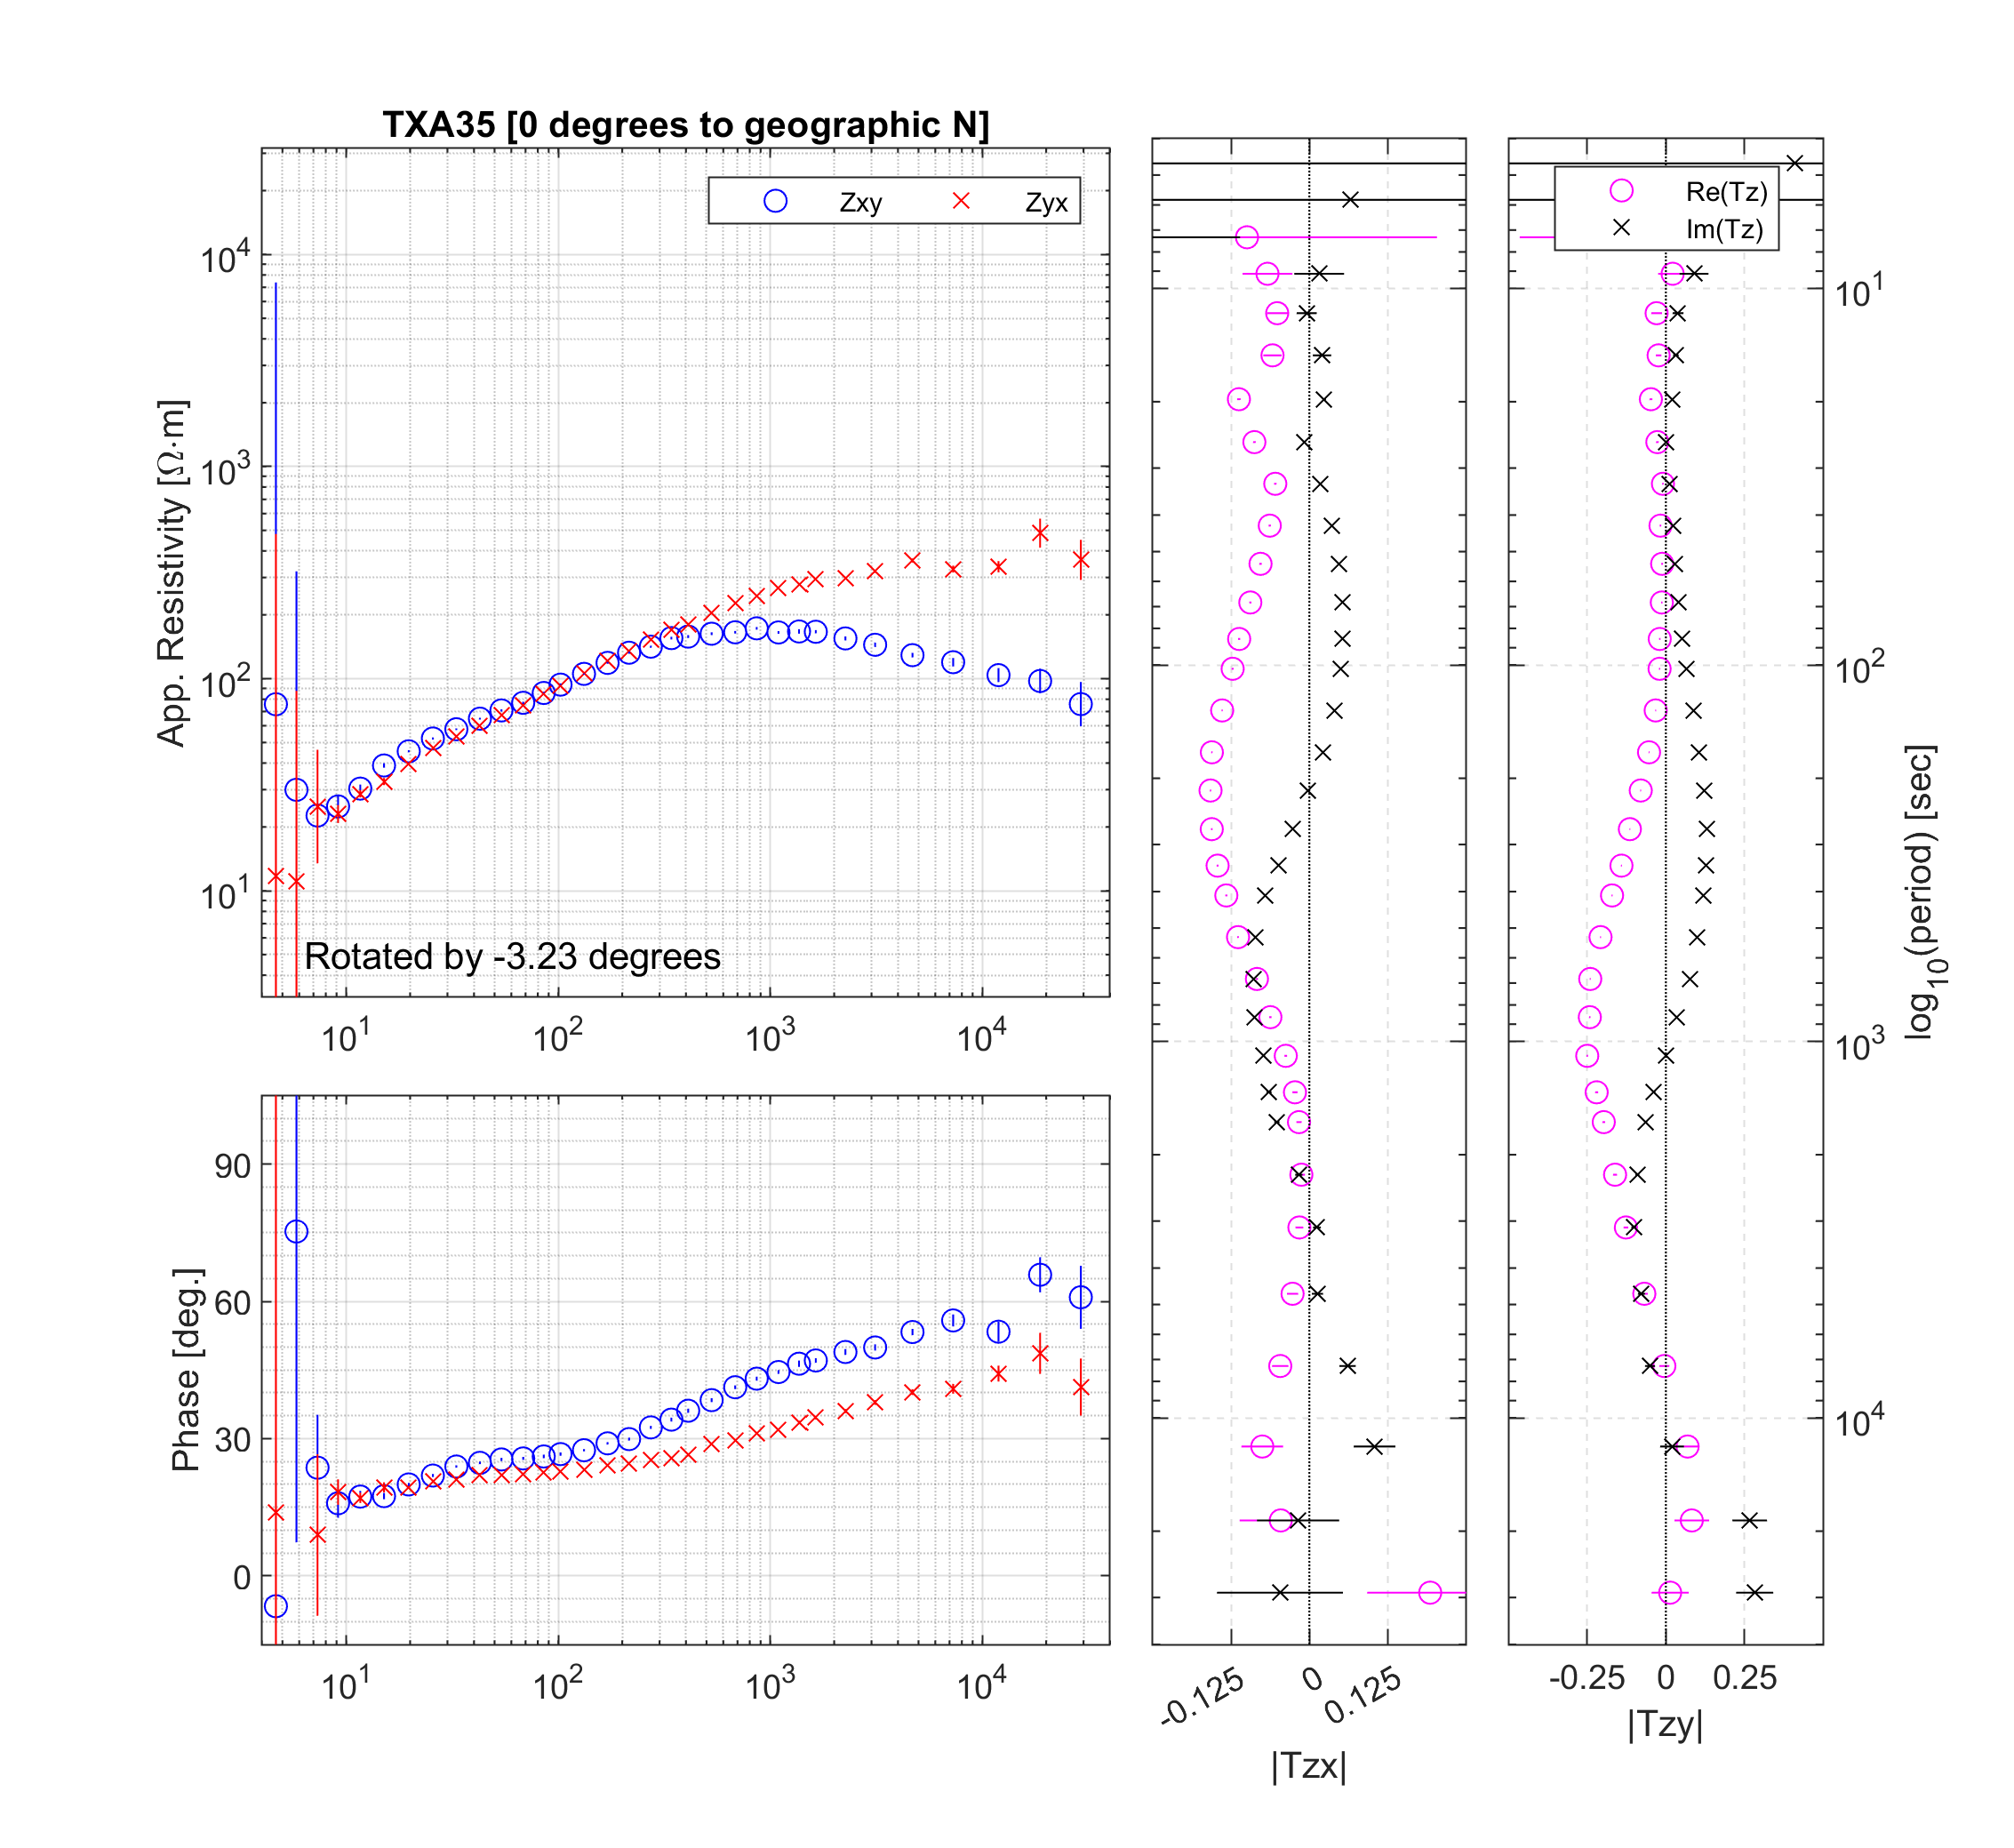 TXA35 [0 degrees to geographic N]
Zxy Zyx
App. Resistivity [Ω·m]
10^4
10^3
10^2
10^1
Rotated by -3.23 degrees
10^1 10^2 10^3 10^4
Phase [deg.]
90
60
30
0
10^1 10^2 10^3 10^4
-0.125 0 0.125
|Tzx|
Re(Tz)
Im(Tz)
10^1
10^2
10^3
10^4
log_10(period) [sec]
-0.25 0 0.25
|Tzy|